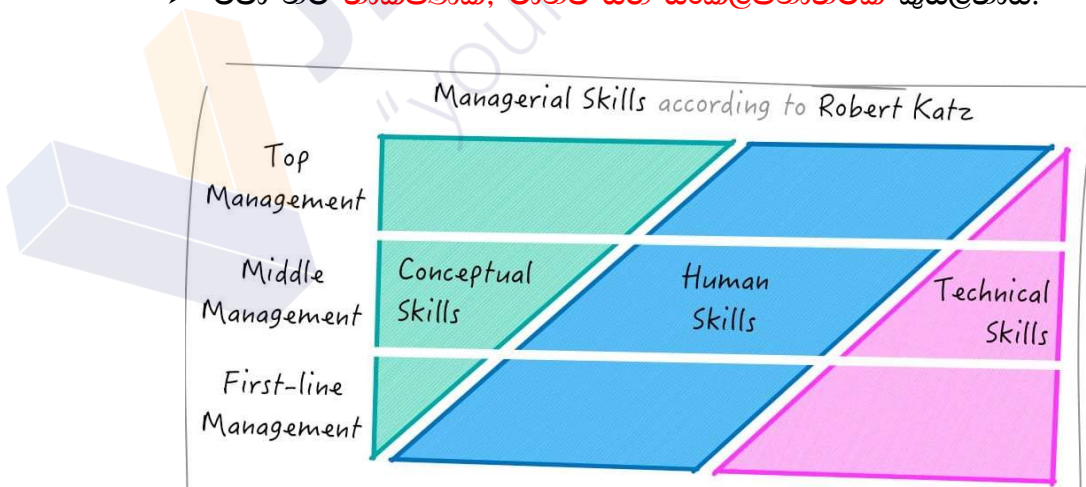 Managerial Skills according to Robert Katz
Top
Management
Middle
Management
First-line
Management
Conceptual
Skills
Human
Skills
Technical
Skills
"you